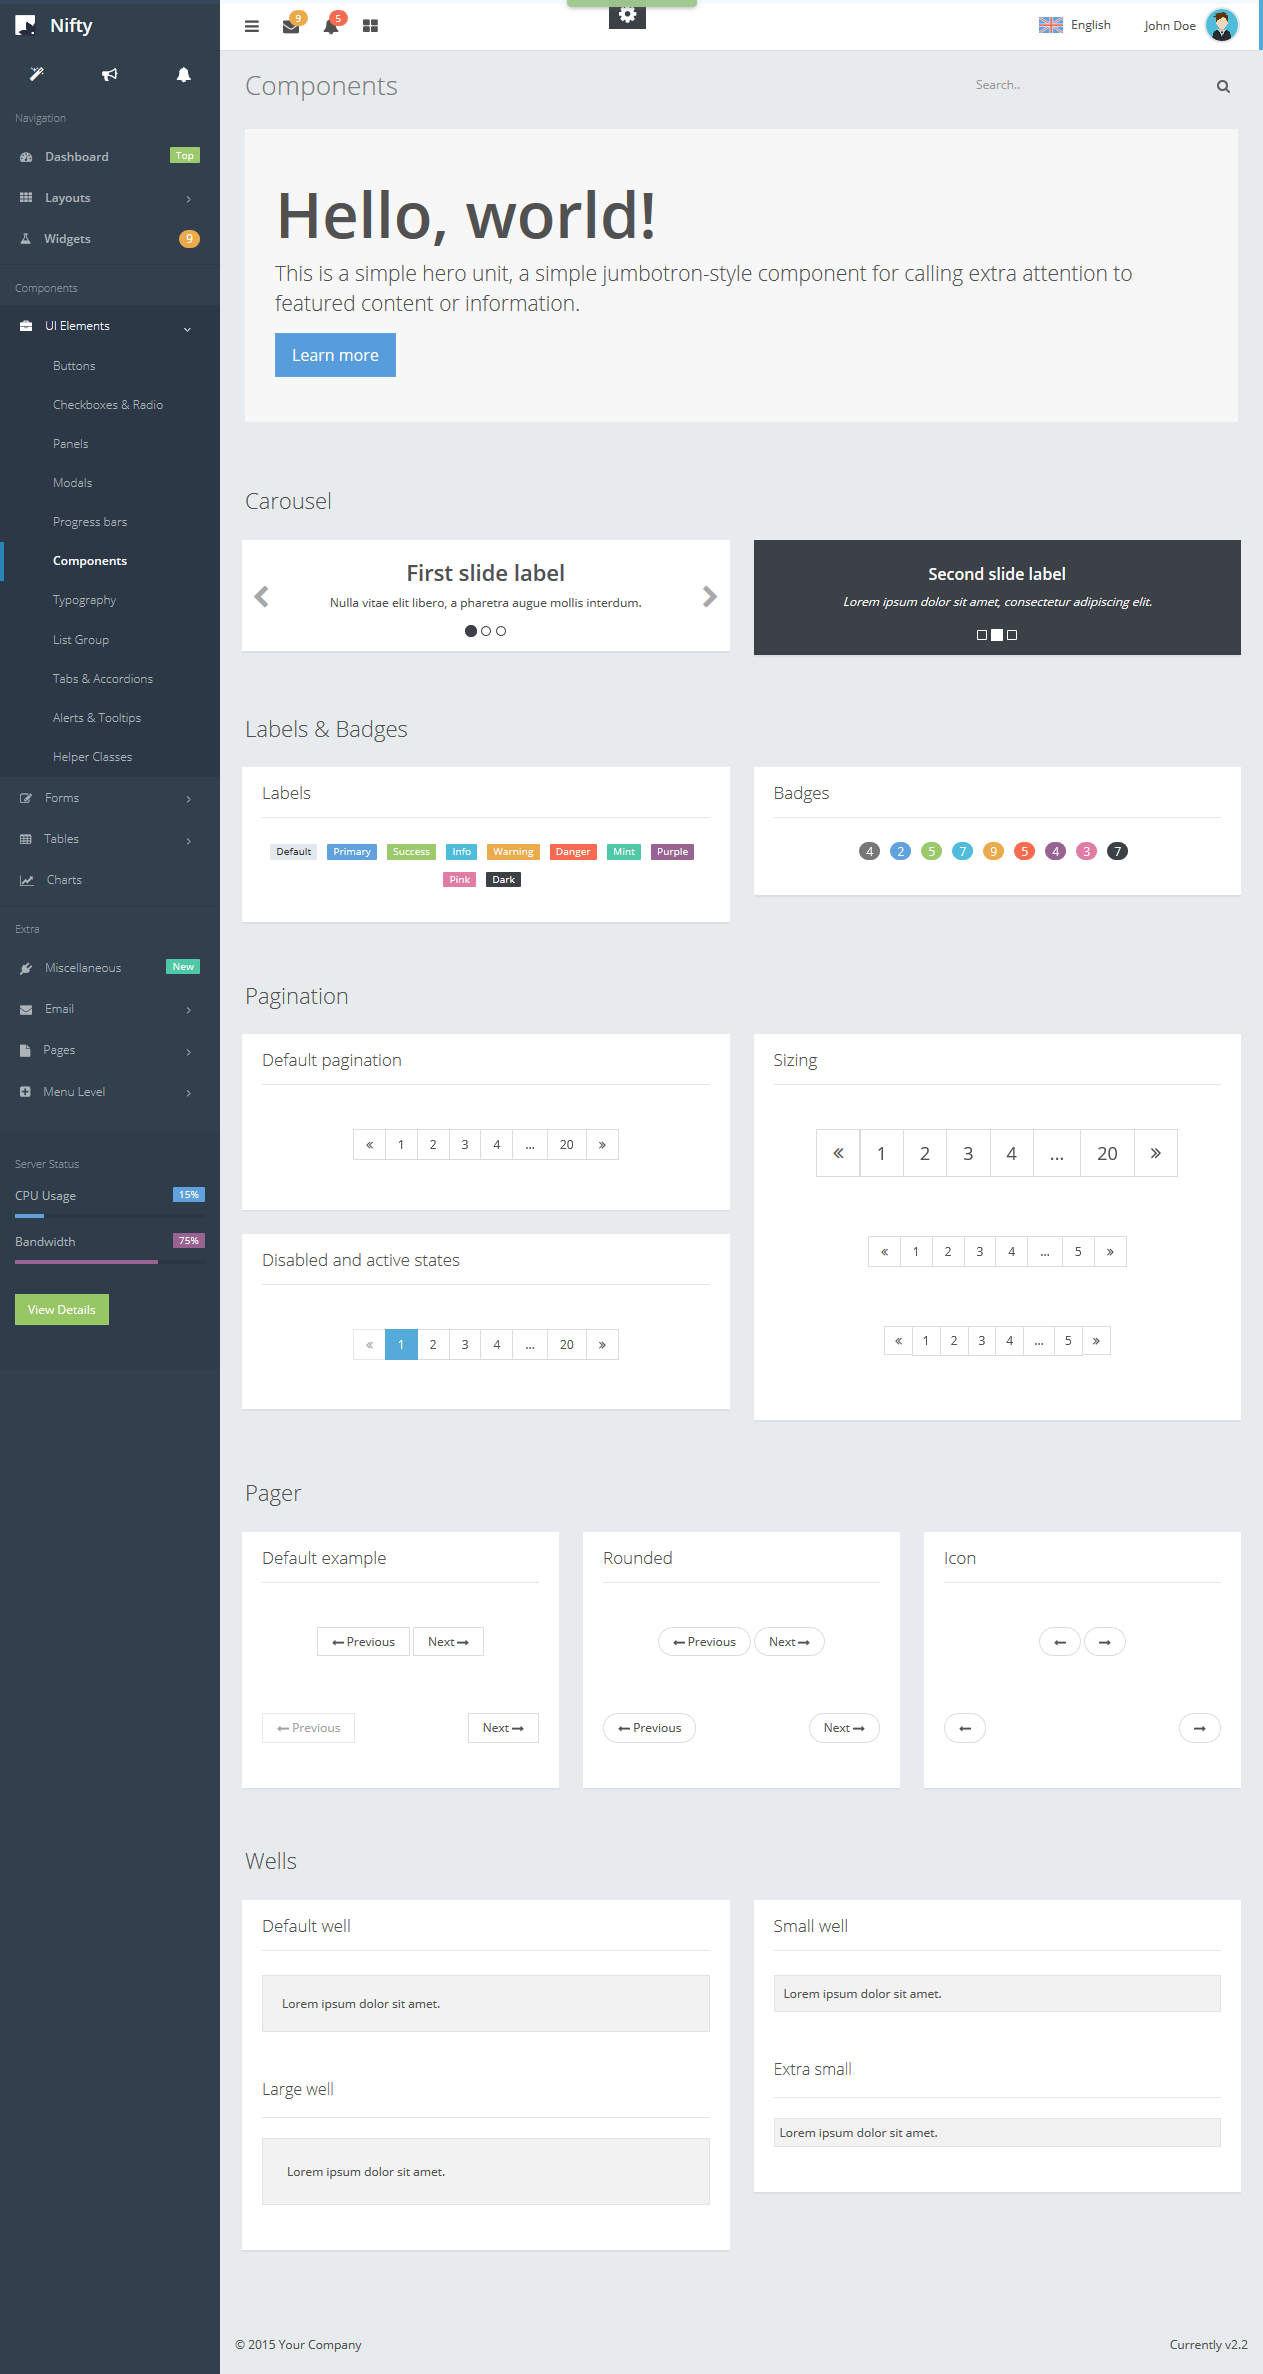 Nifty
9
5
English
John Doe
Navigation
Dashboard
Top
Layouts
Widgets
9
Components
UI Elements
Buttons
Checkboxes & Radio
Panels
Modals
Progress bars
Components
Typography
List Group
Tabs & Accordions
Alerts & Tooltips
Helper Classes
Forms
Tables
Charts
Extra
Miscellaneous
New
Email
Pages
Menu Level
Server Status
CPU Usage
15%
Bandwidth
75%
View Details
Components
Search..
Hello, world!
This is a simple hero unit, a simple jumbotron-style component for calling extra attention to
featured content or information.
Learn more
Carousel
First slide label
Nulla vitae elit libero, a pharetra augue mollis interdum.
Second slide label
Lorem ipsum dolor sit amet, consectetur adipiscing elit.
Labels & Badges
Labels
Default Primary Success Info Warning Danger Mint Purple
Pink Dark
Badges
4 2 5 7 9 5 4 3 7
Pagination
Default pagination
« 1 2 3 4 ... 20 »
Disabled and active states
« 1 2 3 4 ... 20 »
Sizing
« 1 2 3 4 ... 20 »
« 1 2 3 4 ... 5 »
« 1 2 3 4 ... 5 »
Pager
Default example
← Previous Next →
← Previous Next →
Rounded
← Previous Next →
← Previous Next →
Icon
← →
← →
Wells
Default well
Lorem ipsum dolor sit amet.
Large well
Lorem ipsum dolor sit amet.
Small well
Lorem ipsum dolor sit amet.
Extra small
Lorem ipsum dolor sit amet.
© 2015 Your Company
Currently v2.2